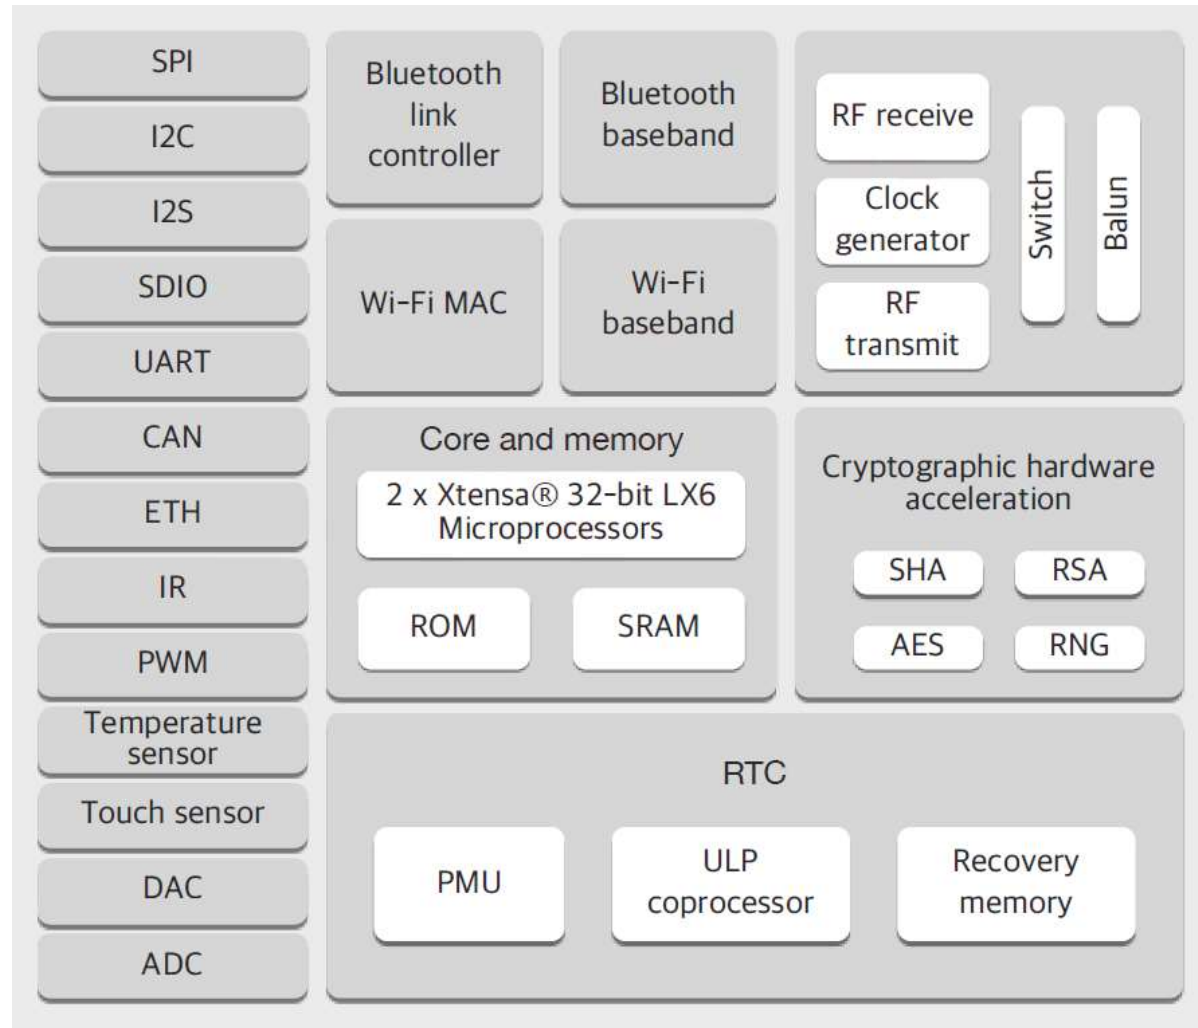 SPI
I2C
I2S
SDIO
UART
CAN
ETH
IR
PWM
Temperature
sensor
Touch sensor
DAC
ADC
Bluetooth
link
controller
Bluetooth
baseband
Wi-Fi MAC
Wi-Fi
baseband
RF receive
Clock
generator
RF
transmit
Switch
Balun
Core and memory
2 x Xtensa® 32-bit LX6
Microprocessors
ROM
SRAM
Cryptographic hardware
acceleration
SHA
RSA
AES
RNG
RTC
PMU
ULP
coprocessor
Recovery
memory